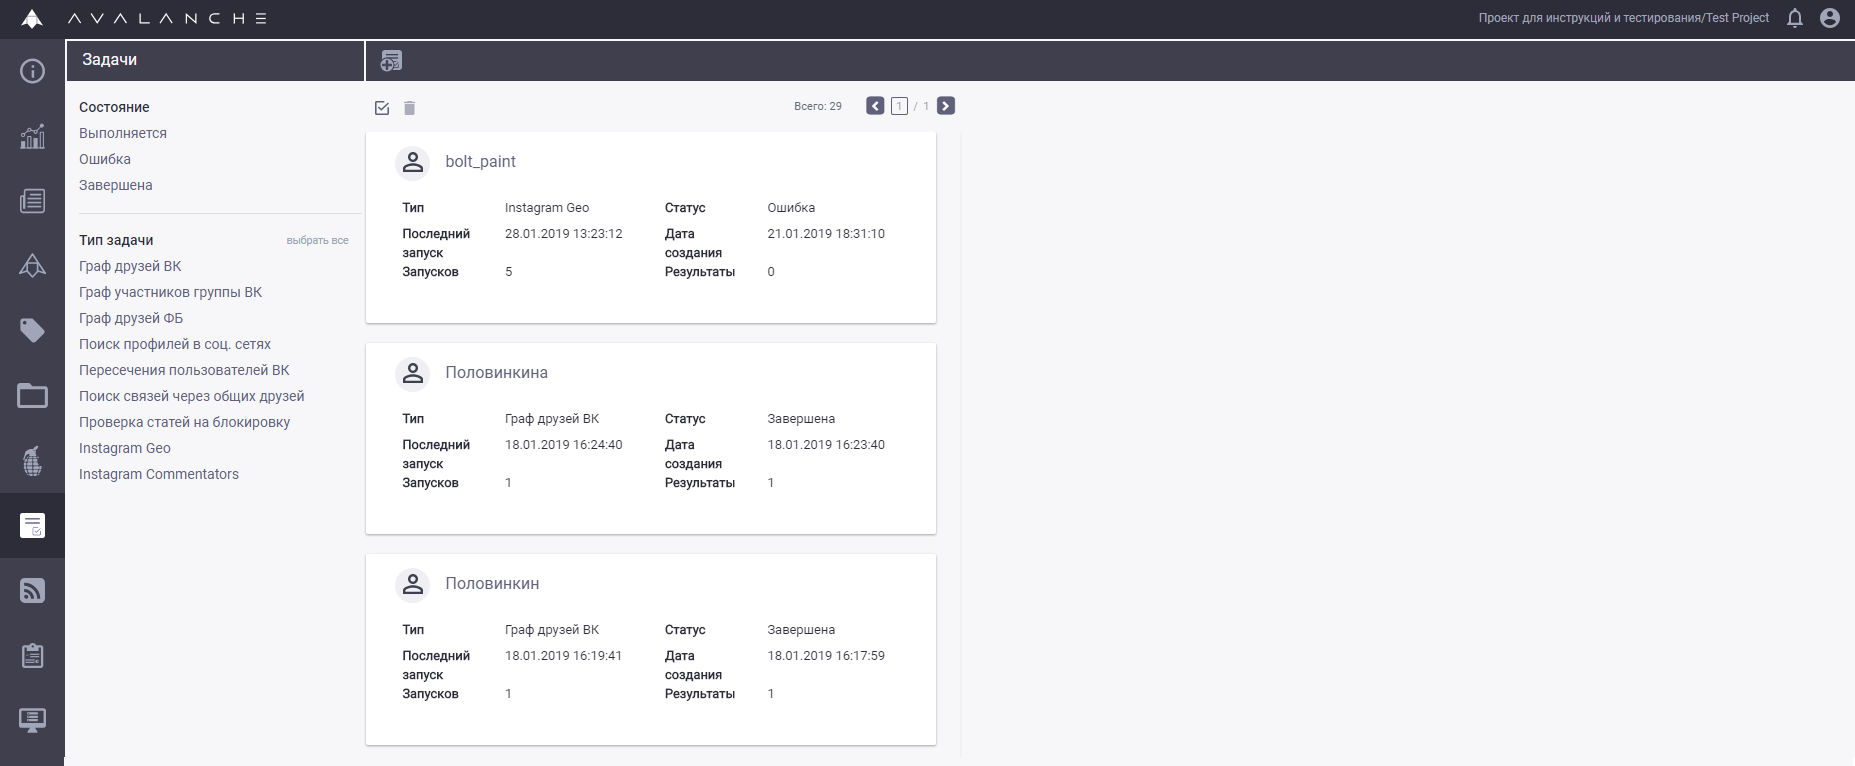 AVALANCHE
Проект для инструкций и тестирования/Test Project
Задачи
Состояние
Выполняется
Ошибка
Завершена
Тип задачи
выбрать все
Граф друзей ВК
Граф участников группы ВК
Граф друзей ФБ
Поиск профилей в соц. сетях
Пересечения пользователей ВК
Поиск связей через общих друзей
Проверка статей на блокировку
Instagram Geo
Instagram Commentators
Всего: 29
1 / 1
bolt_paint
Тип Instagram Geo Статус Ошибка
Последний 28.01.2019 13:23:12 Дата 21.01.2019 18:31:10
запуск создания
Запусков 5 Результаты 0
Половинкина
Тип Граф друзей ВК Статус Завершена
Последний 18.01.2019 16:24:40 Дата 18.01.2019 16:23:40
запуск создания
Запусков 1 Результаты 1
Половинкин
Тип Граф друзей ВК Статус Завершена
Последний 18.01.2019 16:19:41 Дата 18.01.2019 16:17:59
запуск создания
Запусков 1 Результаты 1